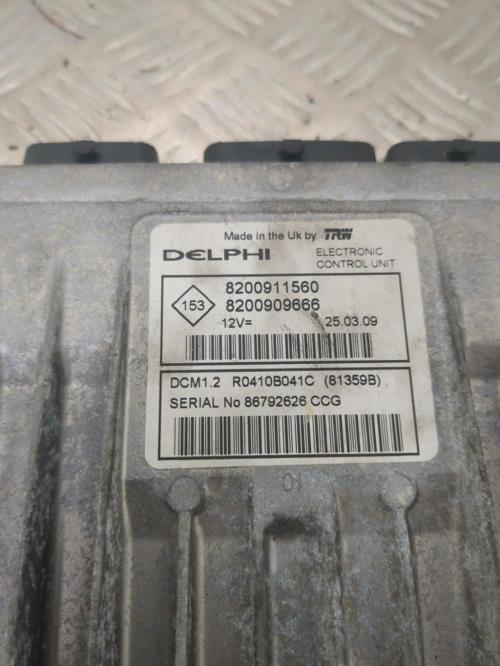 Made in the Uk by TRW
DELPHI ELECTRONIC
CONTROL UNIT
8200911560
153 8200909666
12V= 25.03.09
DCM1.2 R0410B041C (81359B)
SERIAL No 86792626 CCG
01